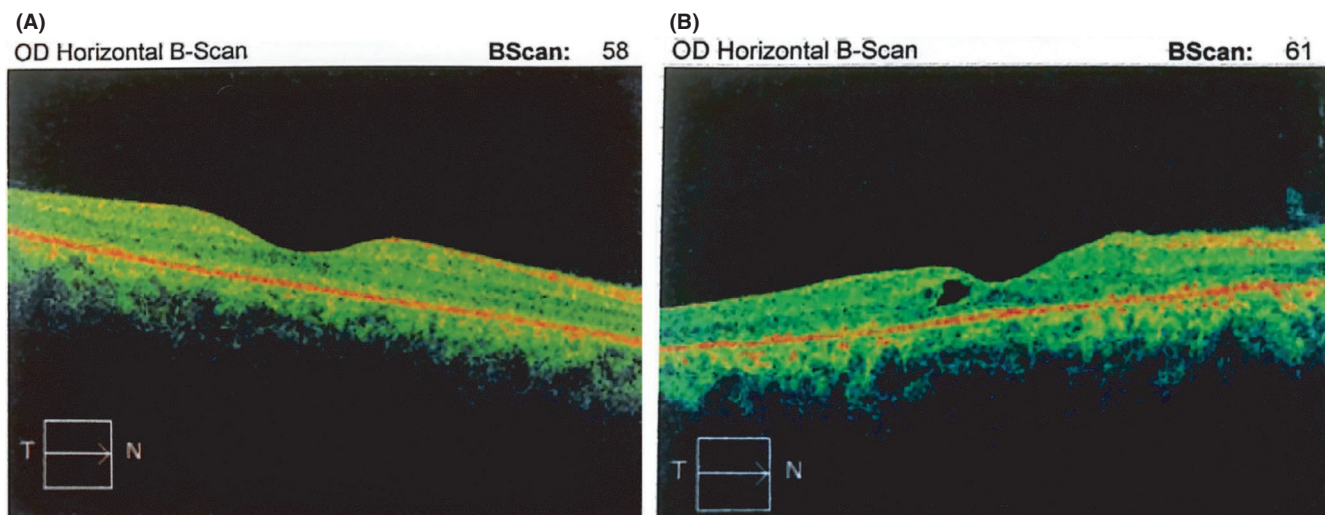 (A)
OD Horizontal B-Scan BScan: 58
T N
(B)
OD Horizontal B-Scan BScan: 61
T N